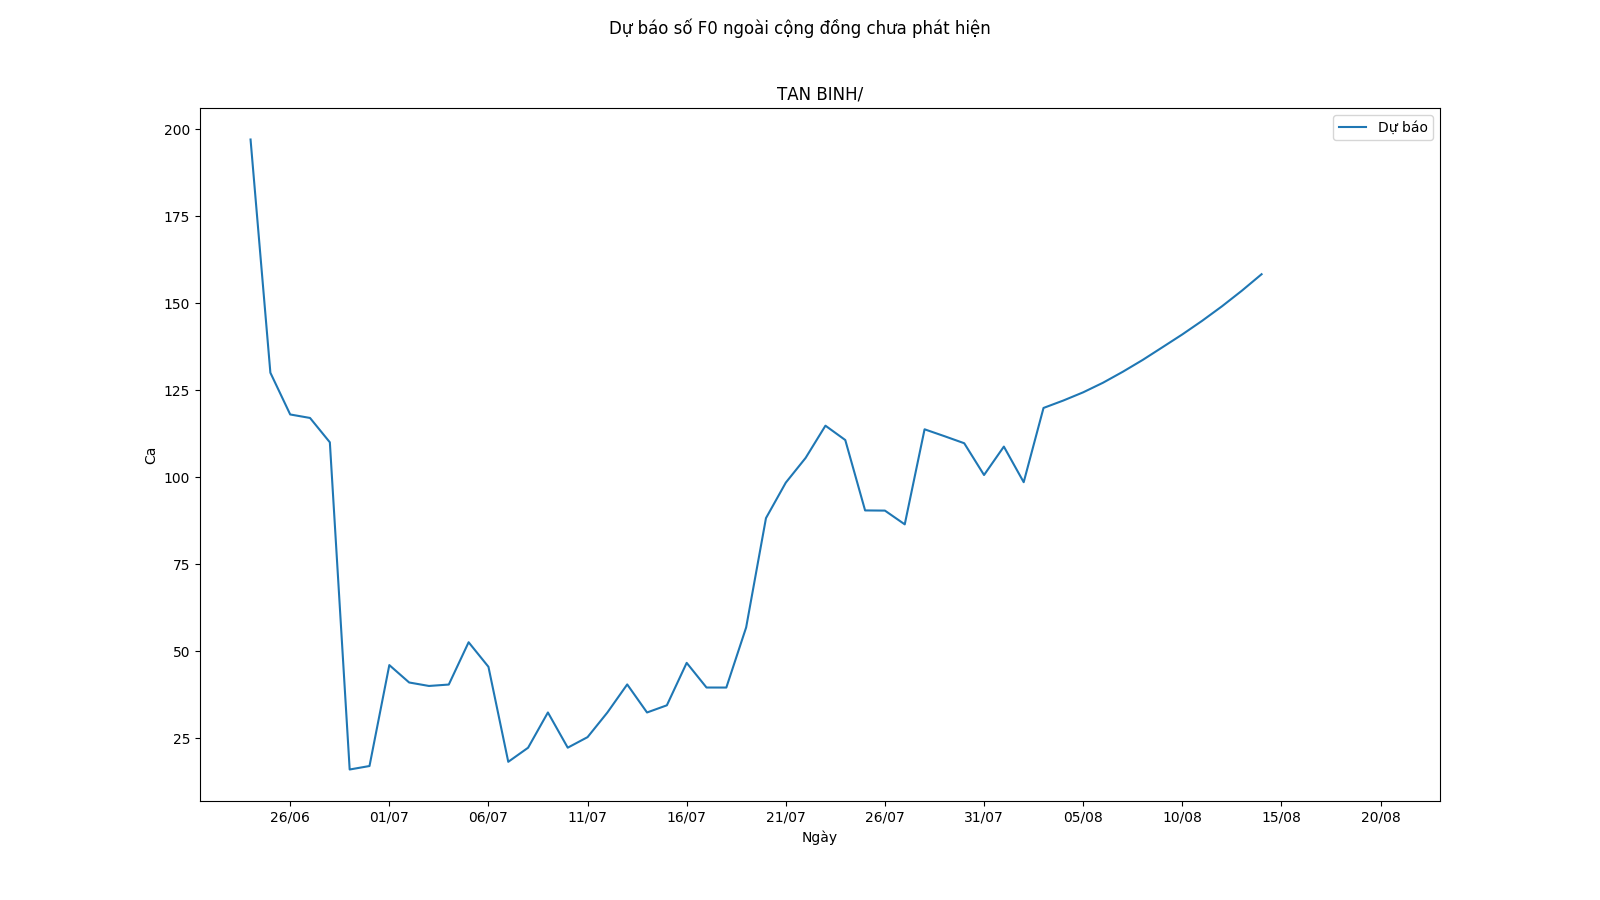 Dự báo số F0 ngoài cộng đồng chưa phát hiện
TAN BINH/
Dự báo
200
175
150
125
100
75
50
25
Ca
26/06 01/07 06/07 11/07 16/07 21/07 26/07 31/07 05/08 10/08 15/08 20/08
Ngày